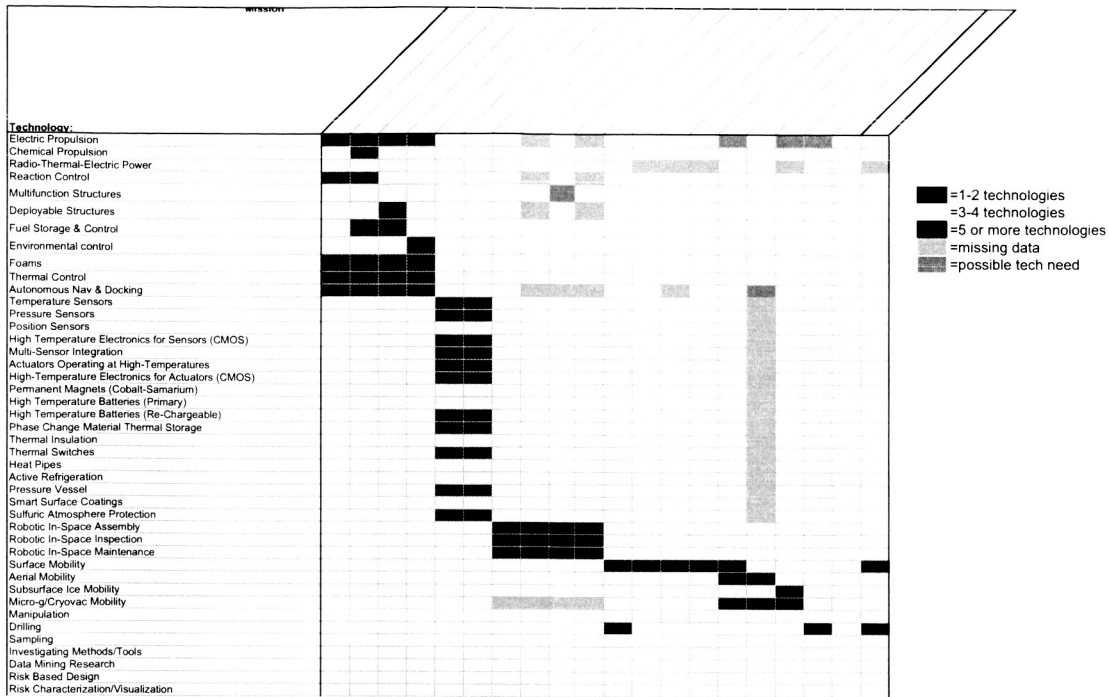 Mission
Technology:
Electric Propulsion
Chemical Propulsion
Radio-Thermal-Electric Power
Reaction Control
Multifunction Structures
Deployable Structures
Fuel Storage & Control
Environmental control
Foams
Thermal Control
Autonomous Nav & Docking
Temperature Sensors
Pressure Sensors
Position Sensors
High Temperature Electronics for Sensors (CMOS)
Multi-Sensor Integration
Actuators Operating at High-Temperatures
High-Temperature Electronics for Actuators (CMOS)
Permanent Magnets (Cobalt-Samarium)
High Temperature Batteries (Primary)
High Temperature Batteries (Re-Chargeable)
Phase Change Material Thermal Storage
Thermal Insulation
Thermal Switches
Heat Pipes
Active Refrigeration
Pressure Vessel
Smart Surface Coatings
Sulfuric Atmosphere Protection
Robotic In-Space Assembly
Robotic In-Space Inspection
Robotic In-Space Maintenance
Surface Mobility
Aerial Mobility
Subsurface Ice Mobility
Micro-g/Cryovac Mobility
Manipulation
Drilling
Sampling
Investigating Methods/Tools
Data Mining Research
Risk Based Design
Risk Characterization/Visualization
=1-2 technologies
=3-4 technologies
=5 or more technologies
=missing data
=possible tech need